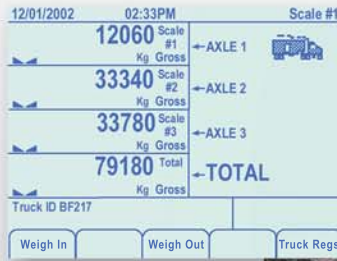 12/01/2002 02:33PM Scale #1
12060 Scale #1 ←AXLE 1
Kg Gross
33340 Scale #2 ←AXLE 2
Kg Gross
33780 Scale #3 ←AXLE 3
Kg Gross
79180 Total ←TOTAL
Kg Gross
Truck ID BF217
Weigh In Weigh Out Truck Regs